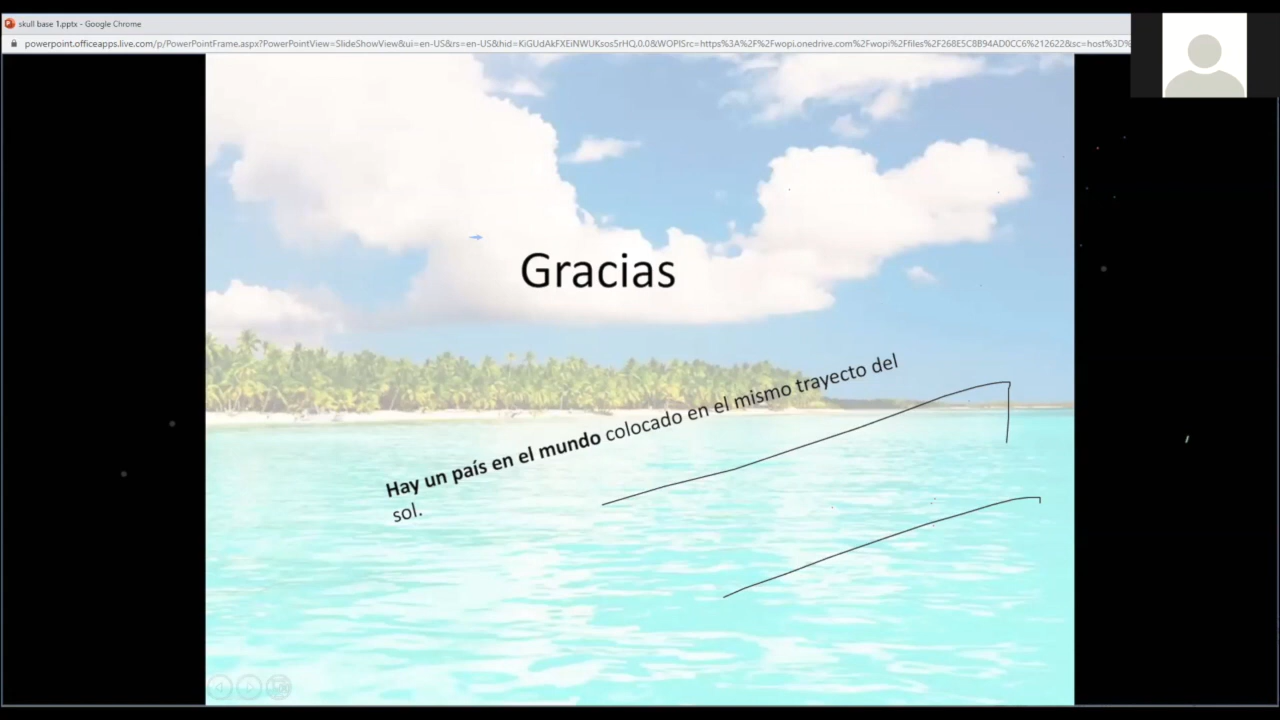 skull base 1.pptx - Google Chrome
powerpoint.officeapps.live.com/p/PowerPointFrame.aspx?PowerPointView=SlideShowView&ui=en-US&rs=en-US&hid=KiGUdAkFXEiNWUKsos5rHQ.0.0&WOPISrc=https%3A%2F%2Fwopi.onedrive.com%2Fwopi%2Ffiles%2F268E5C8B94AD0CC6%212622&sc=host%3D%
Gracias
Hay un país en el mundo colocado en el mismo trayecto del
sol.